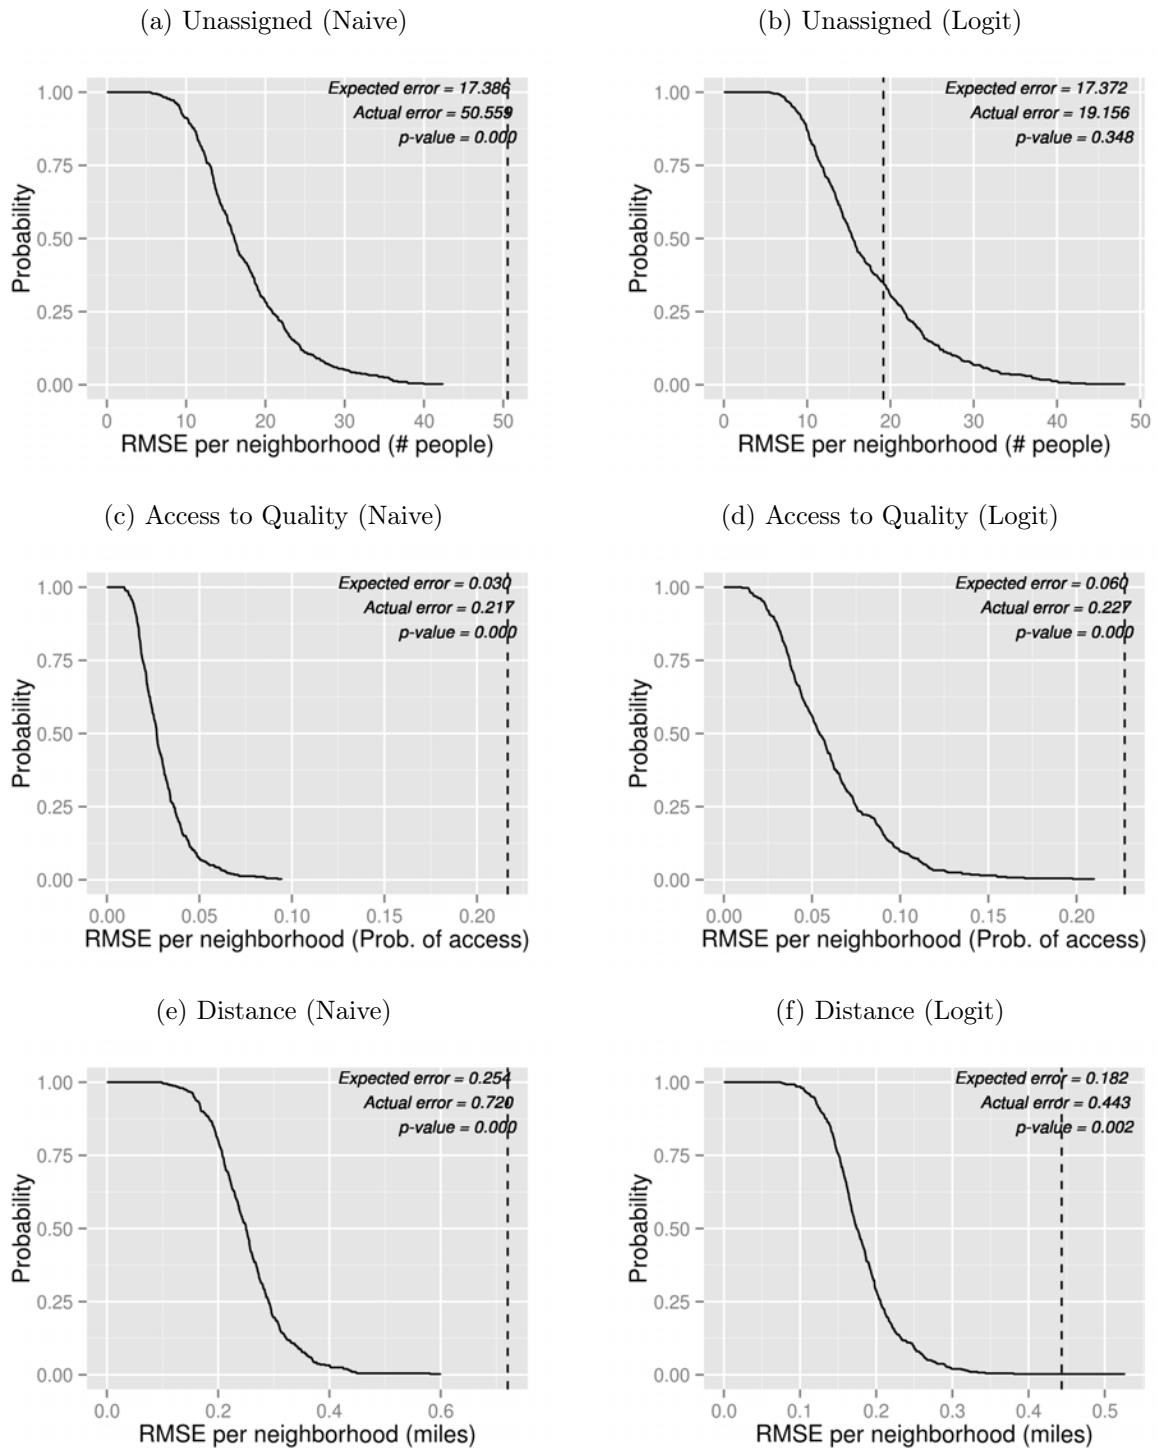 (a) Unassigned (Naive)
Expected error = 17.386
Actual error = 50.559
p-value = 0.000
1.00
0.75
0.50
0.25
0.00
Probability
0 10 20 30 40 50
RMSE per neighborhood (# people)
(b) Unassigned (Logit)
Expected error = 17.372
Actual error = 19.156
p-value = 0.348
1.00
0.75
0.50
0.25
0.00
Probability
0 10 20 30 40 50
RMSE per neighborhood (# people)
(c) Access to Quality (Naive)
Expected error = 0.030
Actual error = 0.217
p-value = 0.000
1.00
0.75
0.50
0.25
0.00
Probability
0.00 0.05 0.10 0.15 0.20
RMSE per neighborhood (Prob. of access)
(d) Access to Quality (Logit)
Expected error = 0.060
Actual error = 0.227
p-value = 0.000
1.00
0.75
0.50
0.25
0.00
Probability
0.00 0.05 0.10 0.15 0.20
RMSE per neighborhood (Prob. of access)
(e) Distance (Naive)
Expected error = 0.254
Actual error = 0.720
p-value = 0.000
1.00
0.75
0.50
0.25
0.00
Probability
0.0 0.2 0.4 0.6
RMSE per neighborhood (miles)
(f) Distance (Logit)
Expected error = 0.182
Actual error = 0.443
p-value = 0.002
1.00
0.75
0.50
0.25
0.00
Probability
0.0 0.1 0.2 0.3 0.4 0.5
RMSE per neighborhood (miles)